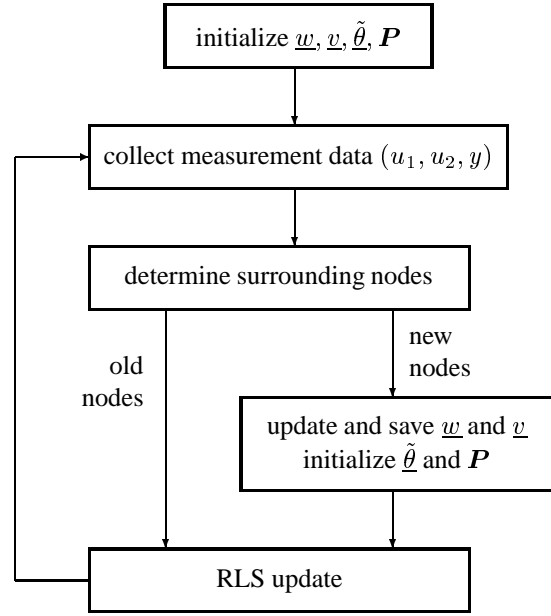 initialize w, v, θ̃, P
collect measurement data (u₁, u₂, y)
determine surrounding nodes
old
nodes
new
nodes
update and save w and v
initialize θ̃ and P
RLS update